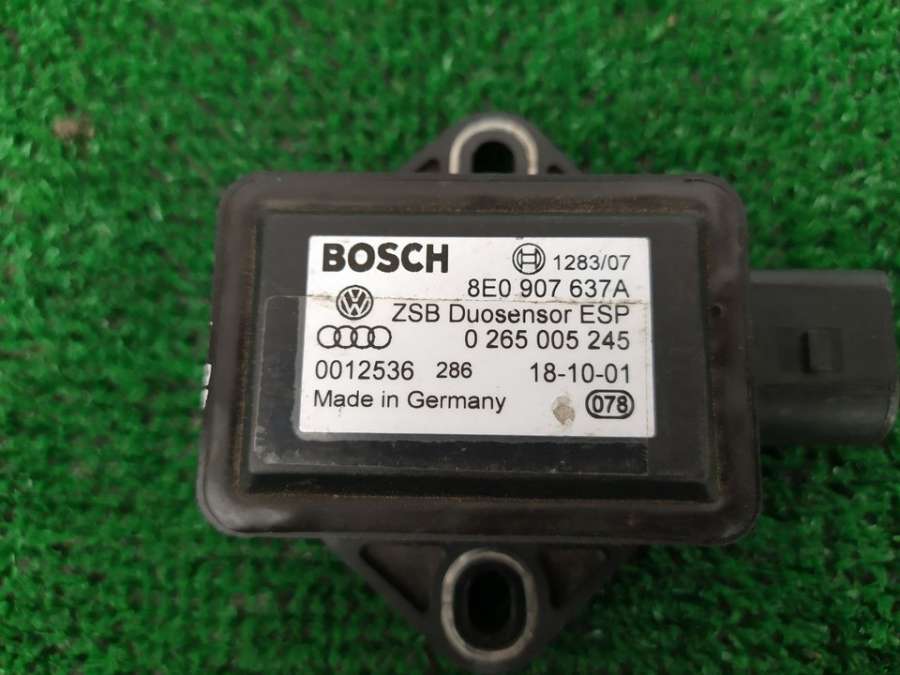 BOSCH 1283/07
8E0 907 637A
ZSB Duosensor ESP
0 265 005 245
0012536 286 18-10-01
Made in Germany 078